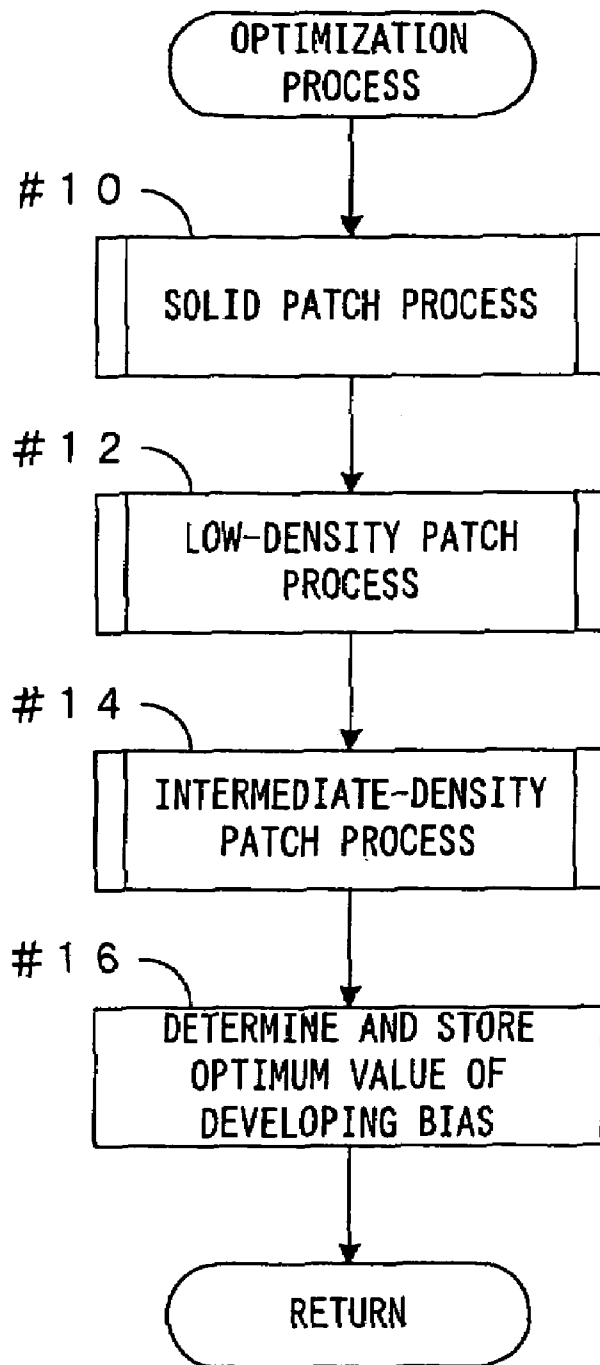 OPTIMIZATION
PROCESS
#10
SOLID PATCH PROCESS
#12
LOW-DENSITY PATCH
PROCESS
#14
INTERMEDIATE-DENSITY
PATCH PROCESS
#16
DETERMINE AND STORE
OPTIMUM VALUE OF
DEVELOPING BIAS
RETURN